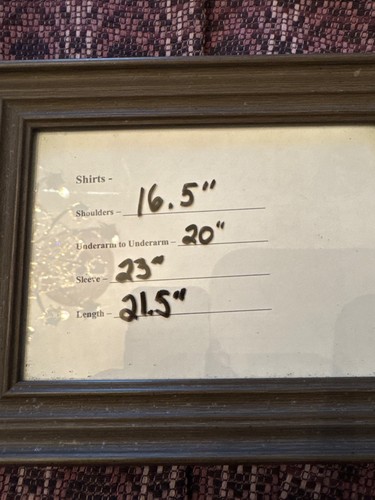 Shirts -
Shoulders – 16.5"
Underarm to Underarm – 20"
Sleeve – 23"
Length – 21.5"